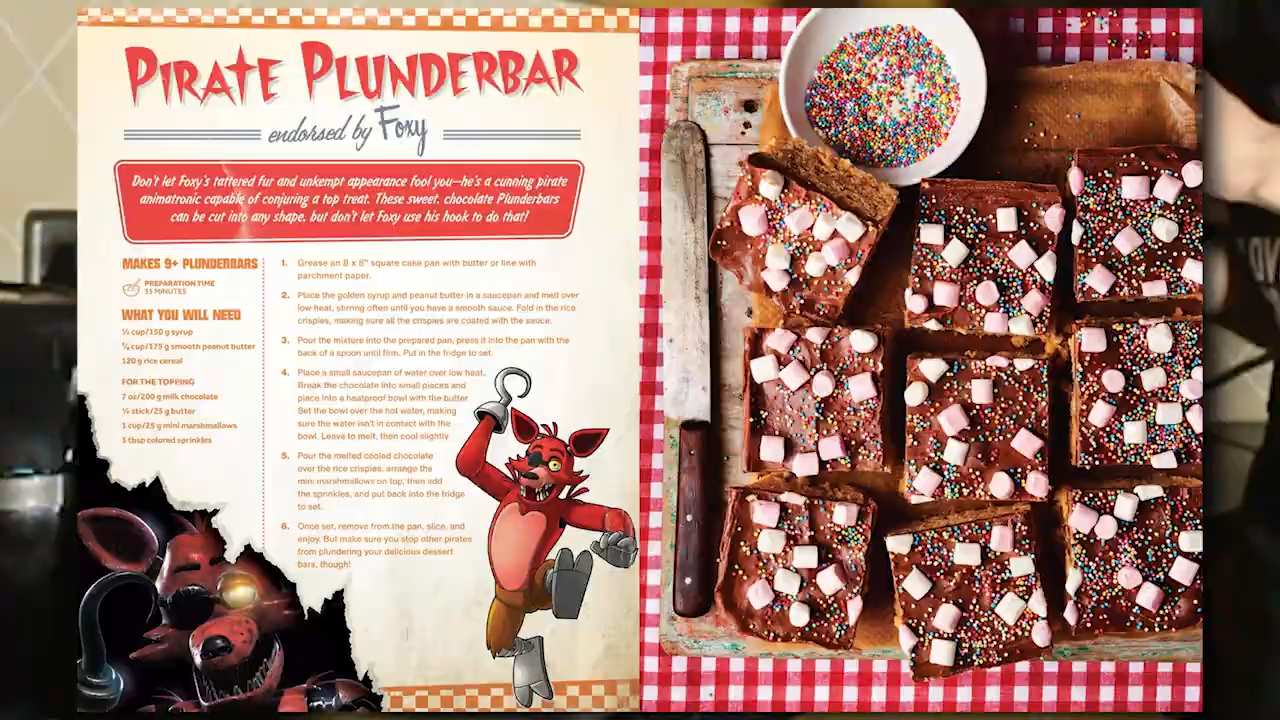 PIRATE PLUNDERBAR
endorsed by Foxy
Don't let Foxy's tattered fur and unkempt appearance fool you—he's a cunning pirate
animatronic capable of conjuring a top treat. These sweet, chocolate Plunderbars
can be cut into any shape, but don't let Foxy use his hook to do that!
MAKES 9+ PLUNDERBARS
PREPARATION TIME
35 MINUTES
WHAT YOU WILL NEED
cup/150 g syrup
cup/175 g smooth peanut butter
120 g rice cereal
FOR THE TOPPING
7 oz/200 g milk chocolate
stick/25 g butter
1 cup/25 g mini marshmallows
3 tbsp colored sprinkles
1. Grease an 8 x 8" square cake pan with butter or line with
parchment paper.
2. Place the golden syrup and peanut butter in a saucepan and melt over
low heat, stirring often until you have a smooth sauce. Fold in the rice
crispies, making sure all the crispies are coated with the sauce.
3. Pour the mixture into the prepared pan, press it into the pan with the
back of a spoon until firm. Put in the fridge to set.
4. Place a small saucepan of water over low heat.
Break the chocolate into small pieces and
place into a heatproof bowl with the butter
Set the bowl over the hot water, making
sure the water isn't in contact with the
bowl. Leave to melt, then cool slightly
5. Pour the melted cooled chocolate
over the rice crispies, arrange the
mini marshmallows on top, then add
the sprinkles, and put back into the fridge
to set.
6. Once set, remove from the pan, slice, and
enjoy. But make sure you stop other pirates
from plundering your delicious dessert
bars, though!